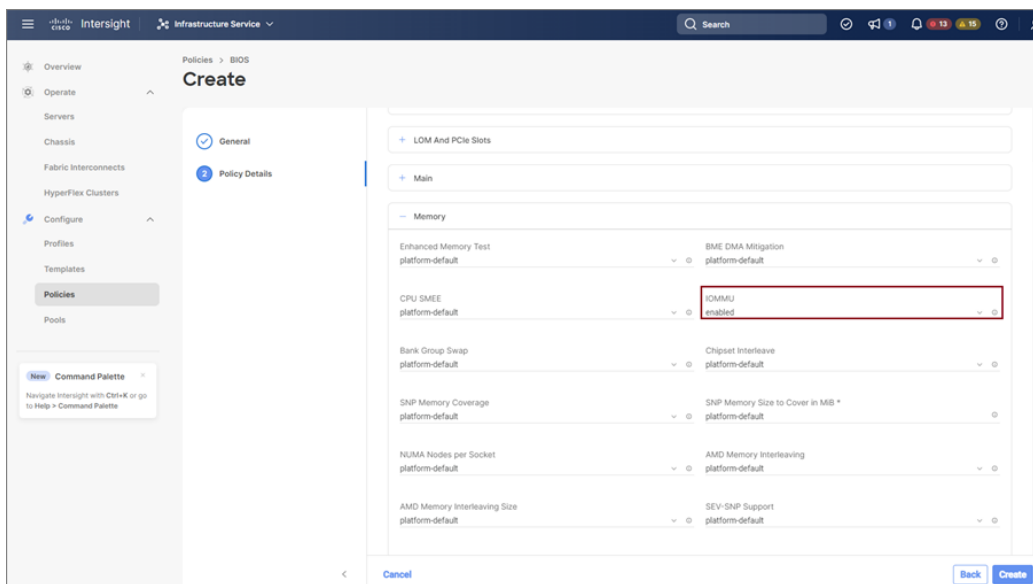 cisco Intersight Infrastructure Service Search 1 13 15
Overview
Operate
Servers
Chassis
Fabric Interconnects
HyperFlex Clusters
Configure
Profiles
Templates
Policies
Pools
New Command Palette
Navigate Intersight with Ctrl+K or go
to Help > Command Palette
Policies > BIOS
Create
General
2 Policy Details
+ LOM And PCIe Slots
+ Main
− Memory
Enhanced Memory Test BME DMA Mitigation
platform-default platform-default
CPU SMEE IOMMU
platform-default enabled
Bank Group Swap Chipset Interleave
platform-default platform-default
SNP Memory Coverage SNP Memory Size to Cover in MiB *
platform-default platform-default
NUMA Nodes per Socket AMD Memory Interleaving
platform-default platform-default
AMD Memory Interleaving Size SEV-SNP Support
platform-default platform-default
Cancel Back Create